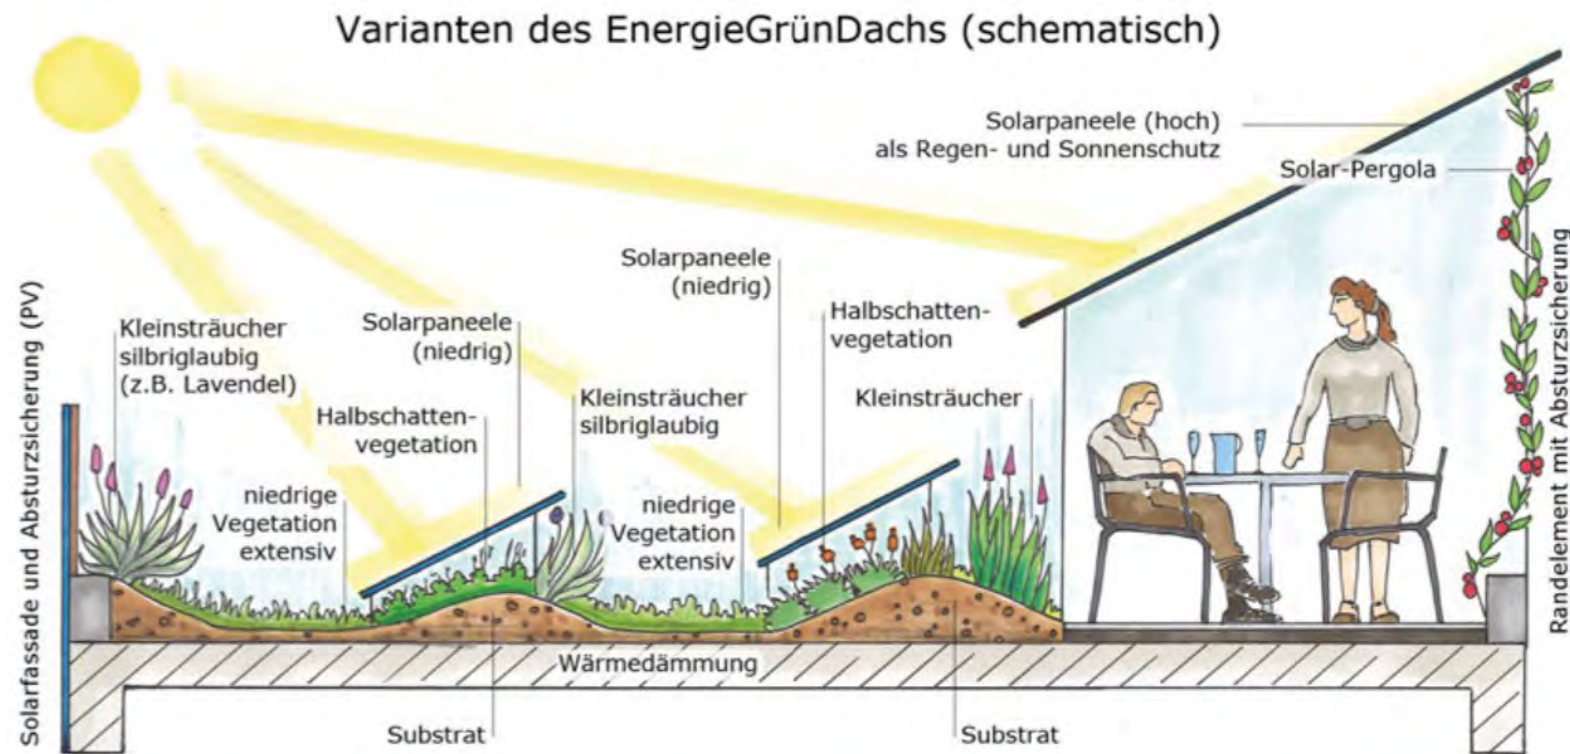 Varianten des EnergieGrünDachs (schematisch)
Solarpaneele (hoch)
als Regen- und Sonnenschutz
Solar-Pergola
Solarpaneele
(niedrig)
Halbschatten-
vegetation
Kleinsträucher
silbriglaubig
(z.B. Lavendel)
Solarpaneele
(niedrig)
Kleinsträucher
silbriglaubig
Kleinsträucher
Halbschatten-
vegetation
niedrige
Vegetation
extensiv
niedrige
Vegetation
extensiv
Wärmedämmung
Substrat
Substrat
Solarfassade und Absturzsicherung (PV)
Randelement mit Absturzsicherung